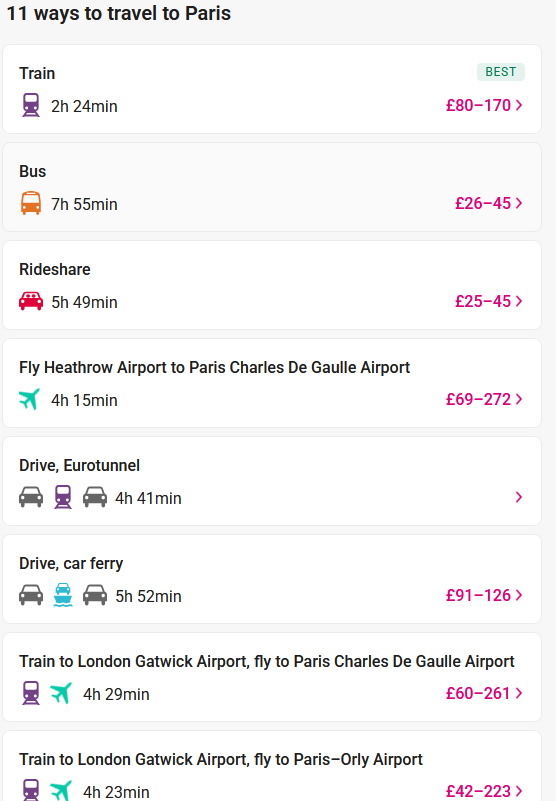 11 ways to travel to Paris
Train
BEST
2h 24min
£80–170
Bus
7h 55min
£26–45
Rideshare
5h 49min
£25–45
Fly Heathrow Airport to Paris Charles De Gaulle Airport
4h 15min
£69–272
Drive, Eurotunnel
4h 41min
Drive, car ferry
5h 52min
£91–126
Train to London Gatwick Airport, fly to Paris Charles De Gaulle Airport
4h 29min
£60–261
Train to London Gatwick Airport, fly to Paris–Orly Airport
4h 23min
£42–223